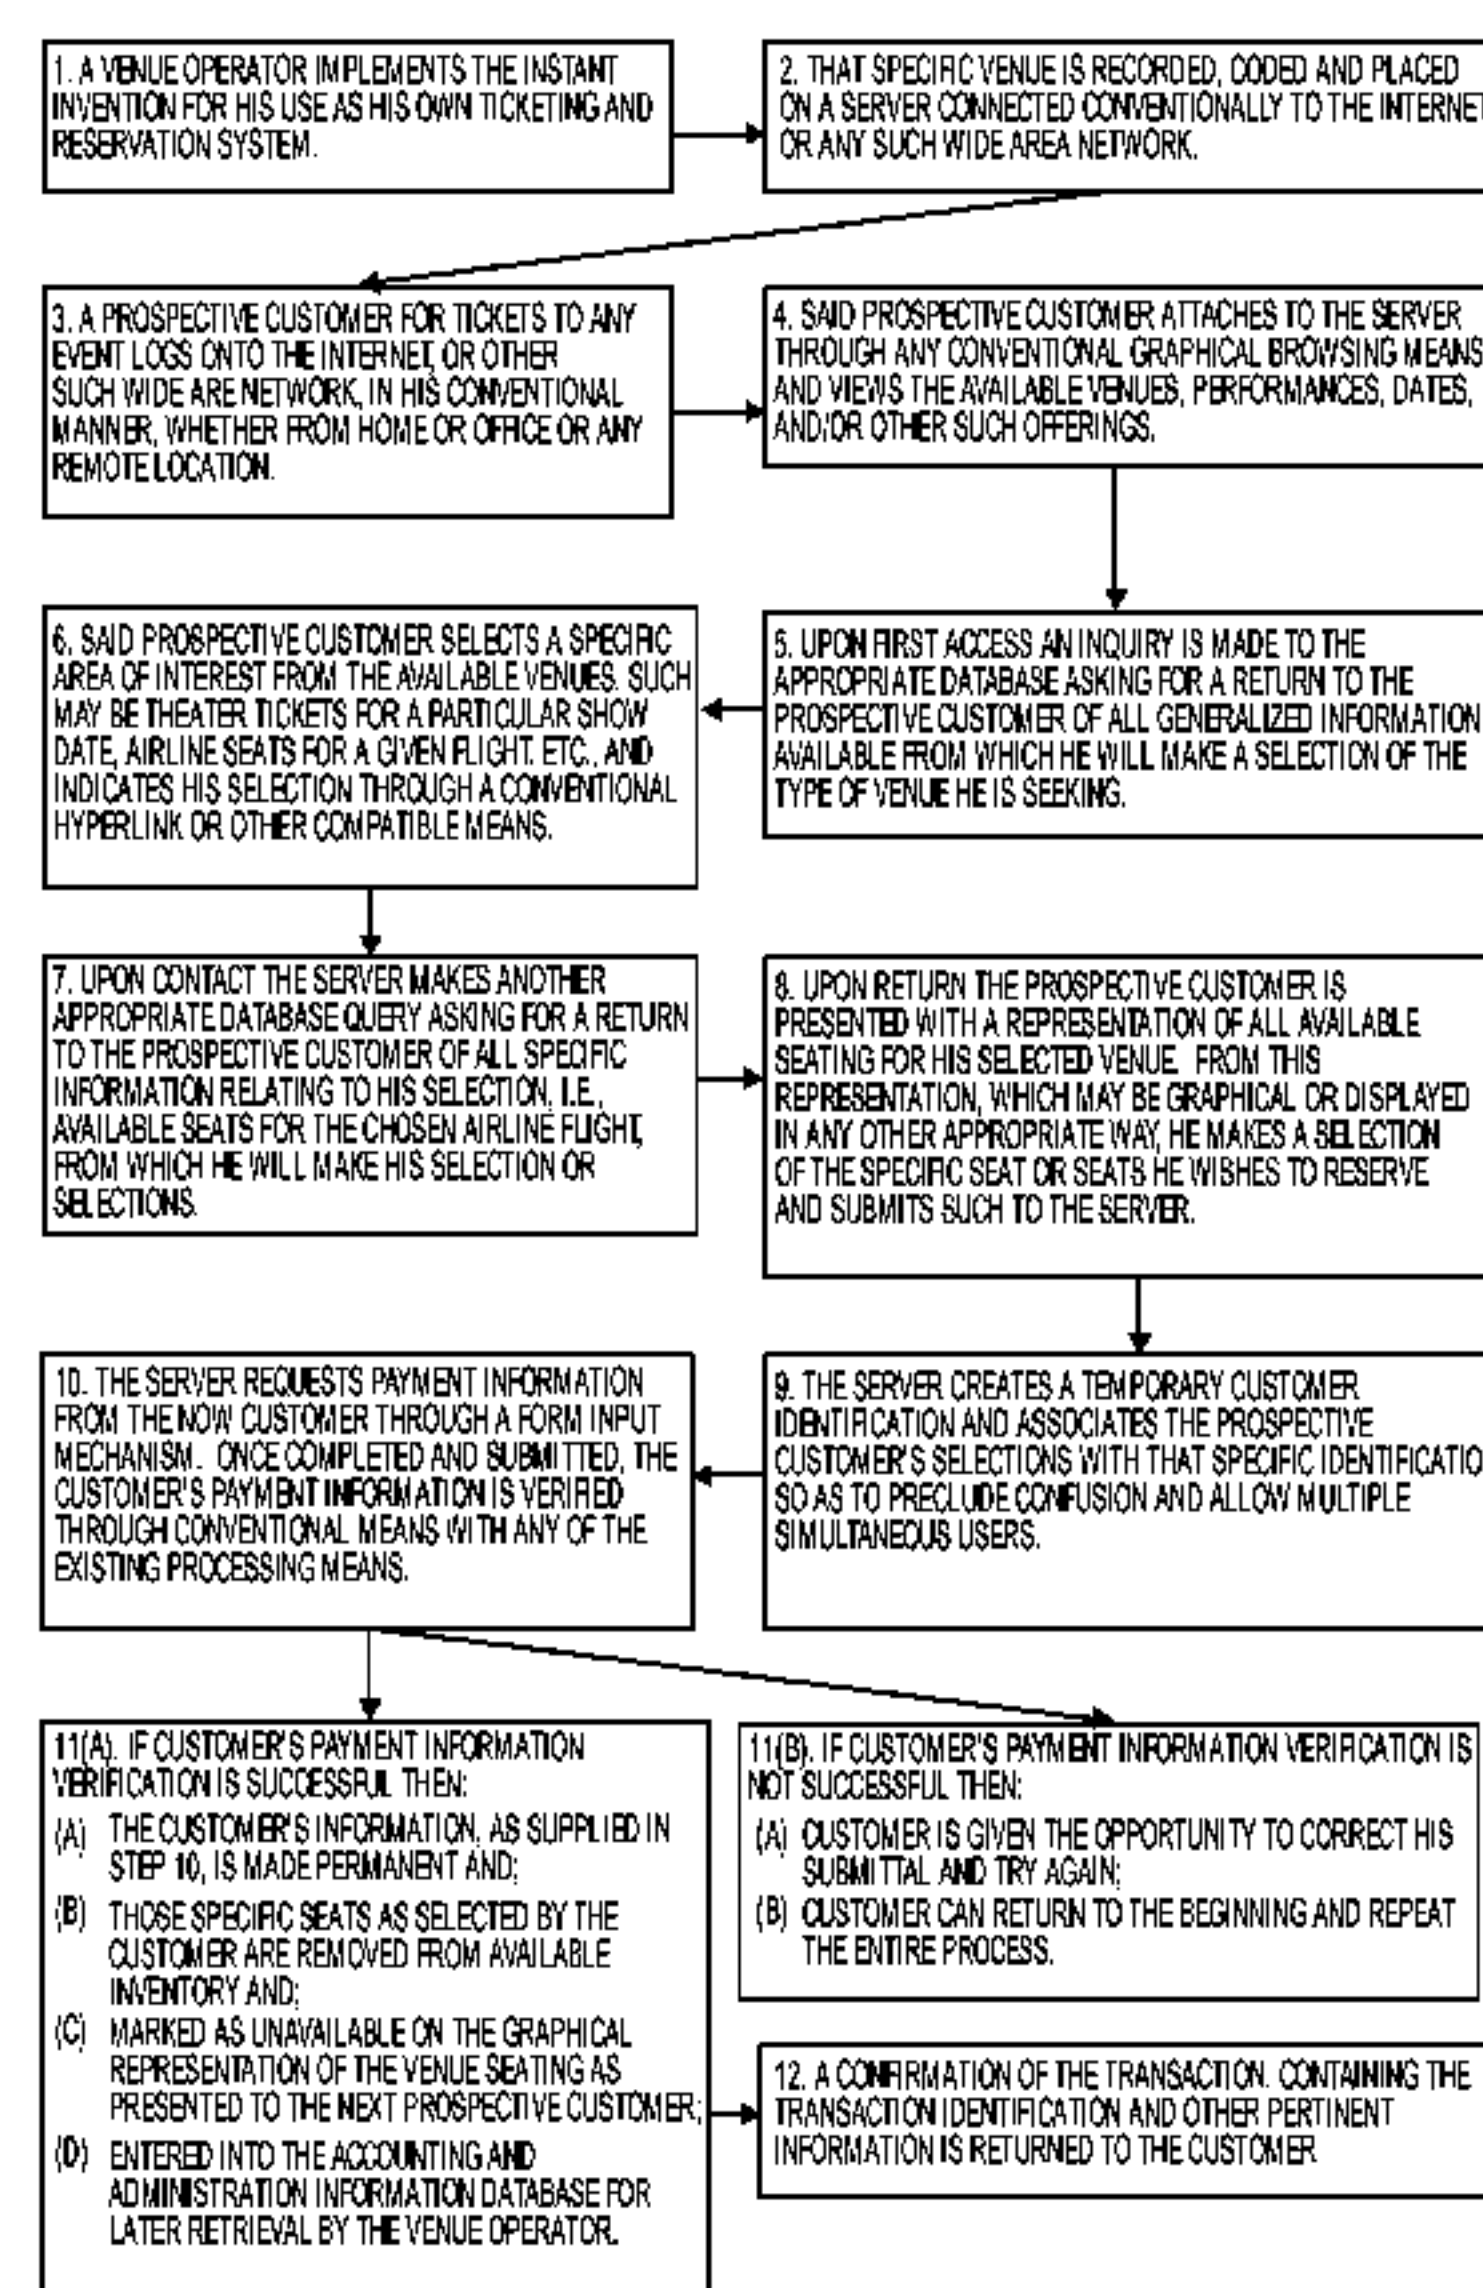 1. A VENUE OPERATOR IMPLEMENTS THE INSTANT
INVENTION FOR HIS USE AS HIS OWN TICKETING AND
RESERVATION SYSTEM.
2. THAT SPECIFIC VENUE IS RECORDED, CODED AND PLACED
ON A SERVER CONNECTED CONVENTIONALLY TO THE INTERNET
OR ANY SUCH WIDE AREA NETWORK.
3. A PROSPECTIVE CUSTOMER FOR TICKETS TO ANY
EVENT LOGS ONTO THE INTERNET, OR OTHER
SUCH WIDE ARE NETWORK, IN HIS CONVENTIONAL
MANNER, WHETHER FROM HOME OR OFFICE OR ANY
REMOTE LOCATION.
4. SAID PROSPECTIVE CUSTOMER ATTACHES TO THE SERVER
THROUGH ANY CONVENTIONAL GRAPHICAL BROWSING MEANS
AND VIEWS THE AVAILABLE VENUES, PERFORMANCES, DATES,
AND/OR OTHER SUCH OFFERINGS.
5. UPON FIRST ACCESS AN INQUIRY IS MADE TO THE
APPROPRIATE DATABASE ASKING FOR A RETURN TO THE
PROSPECTIVE CUSTOMER OF ALL GENERALIZED INFORMATION
AVAILABLE FROM WHICH HE WILL MAKE A SELECTION OF THE
TYPE OF VENUE HE IS SEEKING.
6. SAID PROSPECTIVE CUSTOMER SELECTS A SPECIFIC
AREA OF INTEREST FROM THE AVAILABLE VENUES. SUCH
MAY BE THEATER TICKETS FOR A PARTICULAR SHOW
DATE, AIRLINE SEATS FOR A GIVEN FLIGHT. ETC., AND
INDICATES HIS SELECTION THROUGH A CONVENTIONAL
HYPERLINK OR OTHER COMPATIBLE MEANS.
7. UPON CONTACT THE SERVER MAKES ANOTHER
APPROPRIATE DATABASE QUERY ASKING FOR A RETURN
TO THE PROSPECTIVE CUSTOMER OF ALL SPECIFIC
INFORMATION RELATING TO HIS SELECTION, I.E.,
AVAILABLE SEATS FOR THE CHOSEN AIRLINE FLIGHT,
FROM WHICH HE WILL MAKE HIS SELECTION OR
SELECTIONS.
8. UPON RETURN THE PROSPECTIVE CUSTOMER IS
PRESENTED WITH A REPRESENTATION OF ALL AVAILABLE
SEATING FOR HIS SELECTED VENUE. FROM THIS
REPRESENTATION, WHICH MAY BE GRAPHICAL OR DISPLAYED
IN ANY OTHER APPROPRIATE WAY, HE MAKES A SELECTION
OF THE SPECIFIC SEAT OR SEATS HE WISHES TO RESERVE
AND SUBMITS SUCH TO THE SERVER.
9. THE SERVER CREATES A TEMPORARY CUSTOMER
IDENTIFICATION AND ASSOCIATES THE PROSPECTIVE
CUSTOMER'S SELECTIONS WITH THAT SPECIFIC IDENTIFICATIO
SO AS TO PRECLUDE CONFUSION AND ALLOW MULTIPLE
SIMULTANEOUS USERS.
10. THE SERVER REQUESTS PAYMENT INFORMATION
FROM THE NOW CUSTOMER THROUGH A FORM INPUT
MECHANISM. ONCE COMPLETED AND SUBMITTED, THE
CUSTOMER'S PAYMENT INFORMATION IS VERIFIED
THROUGH CONVENTIONAL MEANS WITH ANY OF THE
EXISTING PROCESSING MEANS.
11(A). IF CUSTOMER'S PAYMENT INFORMATION
VERIFICATION IS SUCCESSFUL THEN:
(A) THE CUSTOMER'S INFORMATION, AS SUPPLIED IN
STEP 10, IS MADE PERMANENT AND;
(B) THOSE SPECIFIC SEATS AS SELECTED BY THE
CUSTOMER ARE REMOVED FROM AVAILABLE
INVENTORY AND;
(C) MARKED AS UNAVAILABLE ON THE GRAPHICAL
REPRESENTATION OF THE VENUE SEATING AS
PRESENTED TO THE NEXT PROSPECTIVE CUSTOMER;
(D) ENTERED INTO THE ACCOUNTING AND
ADMINISTRATION INFORMATION DATABASE FOR
LATER RETRIEVAL BY THE VENUE OPERATOR.
11(B). IF CUSTOMER'S PAYMENT INFORMATION VERIFICATION IS
NOT SUCCESSFUL THEN:
(A) CUSTOMER IS GIVEN THE OPPORTUNITY TO CORRECT HIS
SUBMITTAL AND TRY AGAIN;
(B) CUSTOMER CAN RETURN TO THE BEGINNING AND REPEAT
THE ENTIRE PROCESS.
12. A CONFIRMATION OF THE TRANSACTION. CONTAINING THE
TRANSACTION IDENTIFICATION AND OTHER PERTINENT
INFORMATION IS RETURNED TO THE CUSTOMER